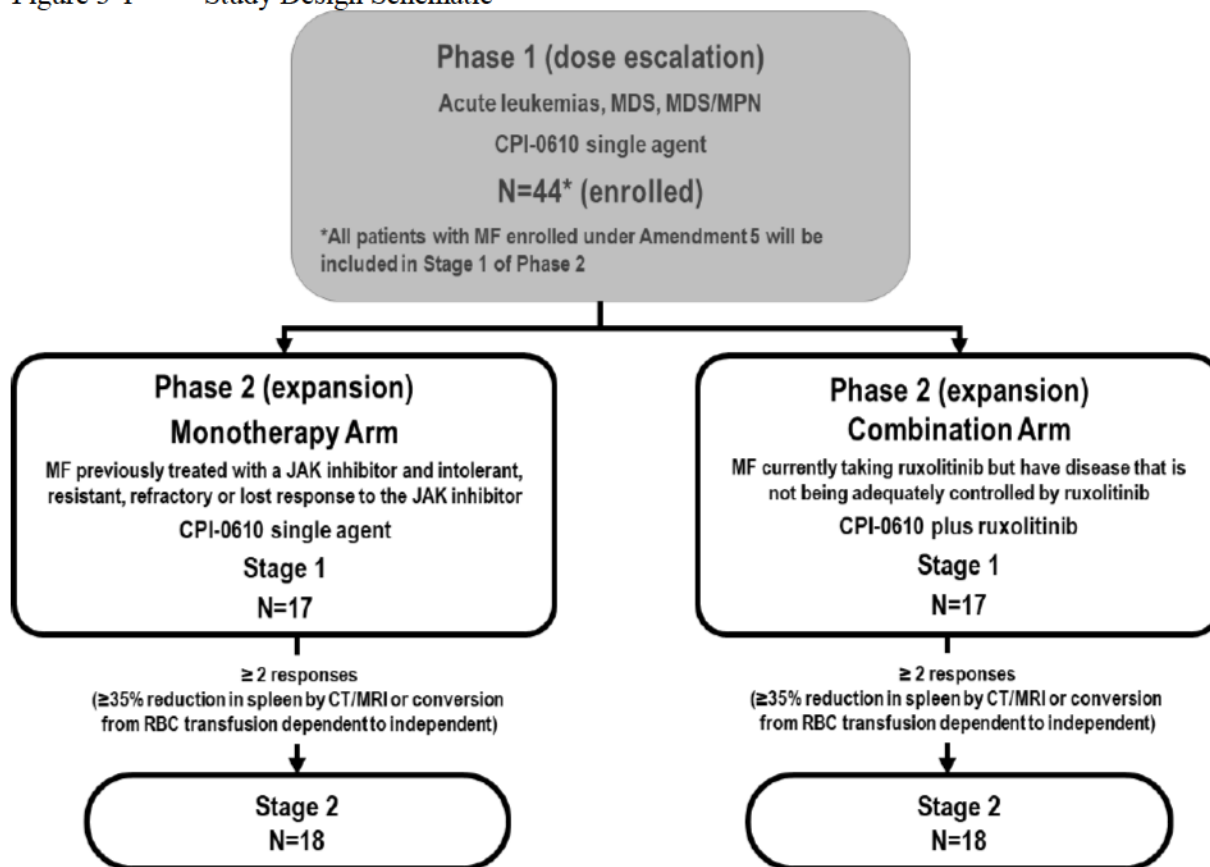 Figure 3-1 Study Design Schematic
Phase 1 (dose escalation)
Acute leukemias, MDS, MDS/MPN
CPI-0610 single agent
N=44* (enrolled)
*All patients with MF enrolled under Amendment 5 will be
included in Stage 1 of Phase 2
Phase 2 (expansion)
Monotherapy Arm
MF previously treated with a JAK inhibitor and intolerant,
resistant, refractory or lost response to the JAK inhibitor
CPI-0610 single agent
Stage 1
N=17
≥ 2 responses
(≥35% reduction in spleen by CT/MRI or conversion
from RBC transfusion dependent to independent)
Stage 2
N=18
Phase 2 (expansion)
Combination Arm
MF currently taking ruxolitinib but have disease that is
not being adequately controlled by ruxolitinib
CPI-0610 plus ruxolitinib
Stage 1
N=17
≥ 2 responses
(≥35% reduction in spleen by CT/MRI or conversion
from RBC transfusion dependent to independent)
Stage 2
N=18